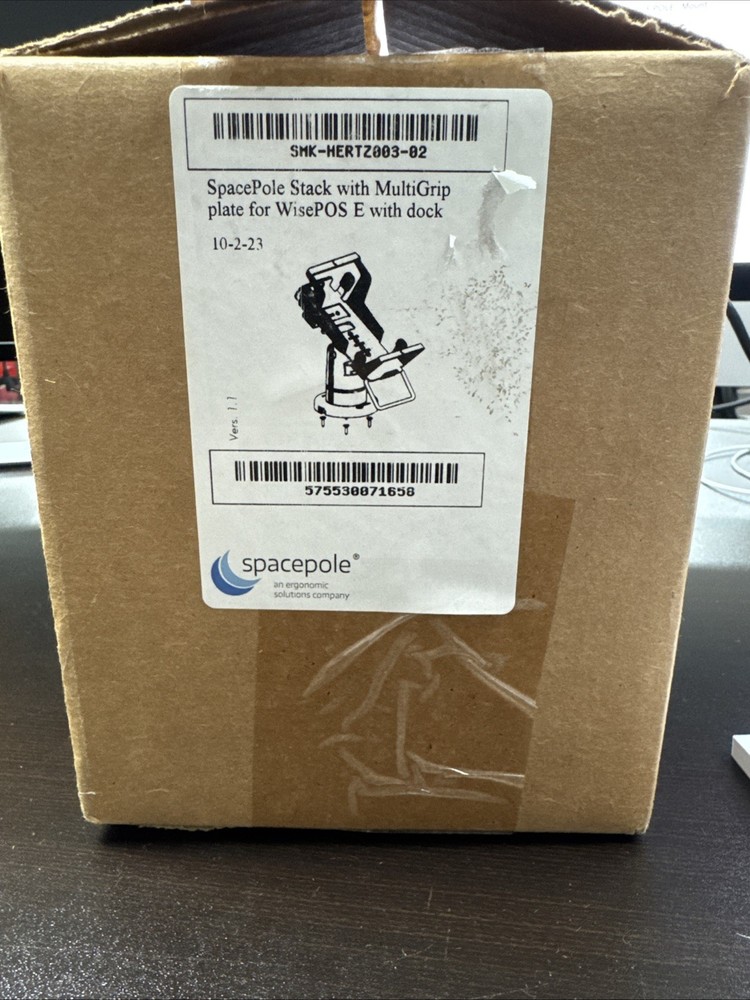 SMK-HERTZ003-02
SpacePole Stack with MultiGrip
plate for WisePOS E with dock
10-2-23
Vers. 1.1
575530071658
spacepole®
an ergonomic
solutions company